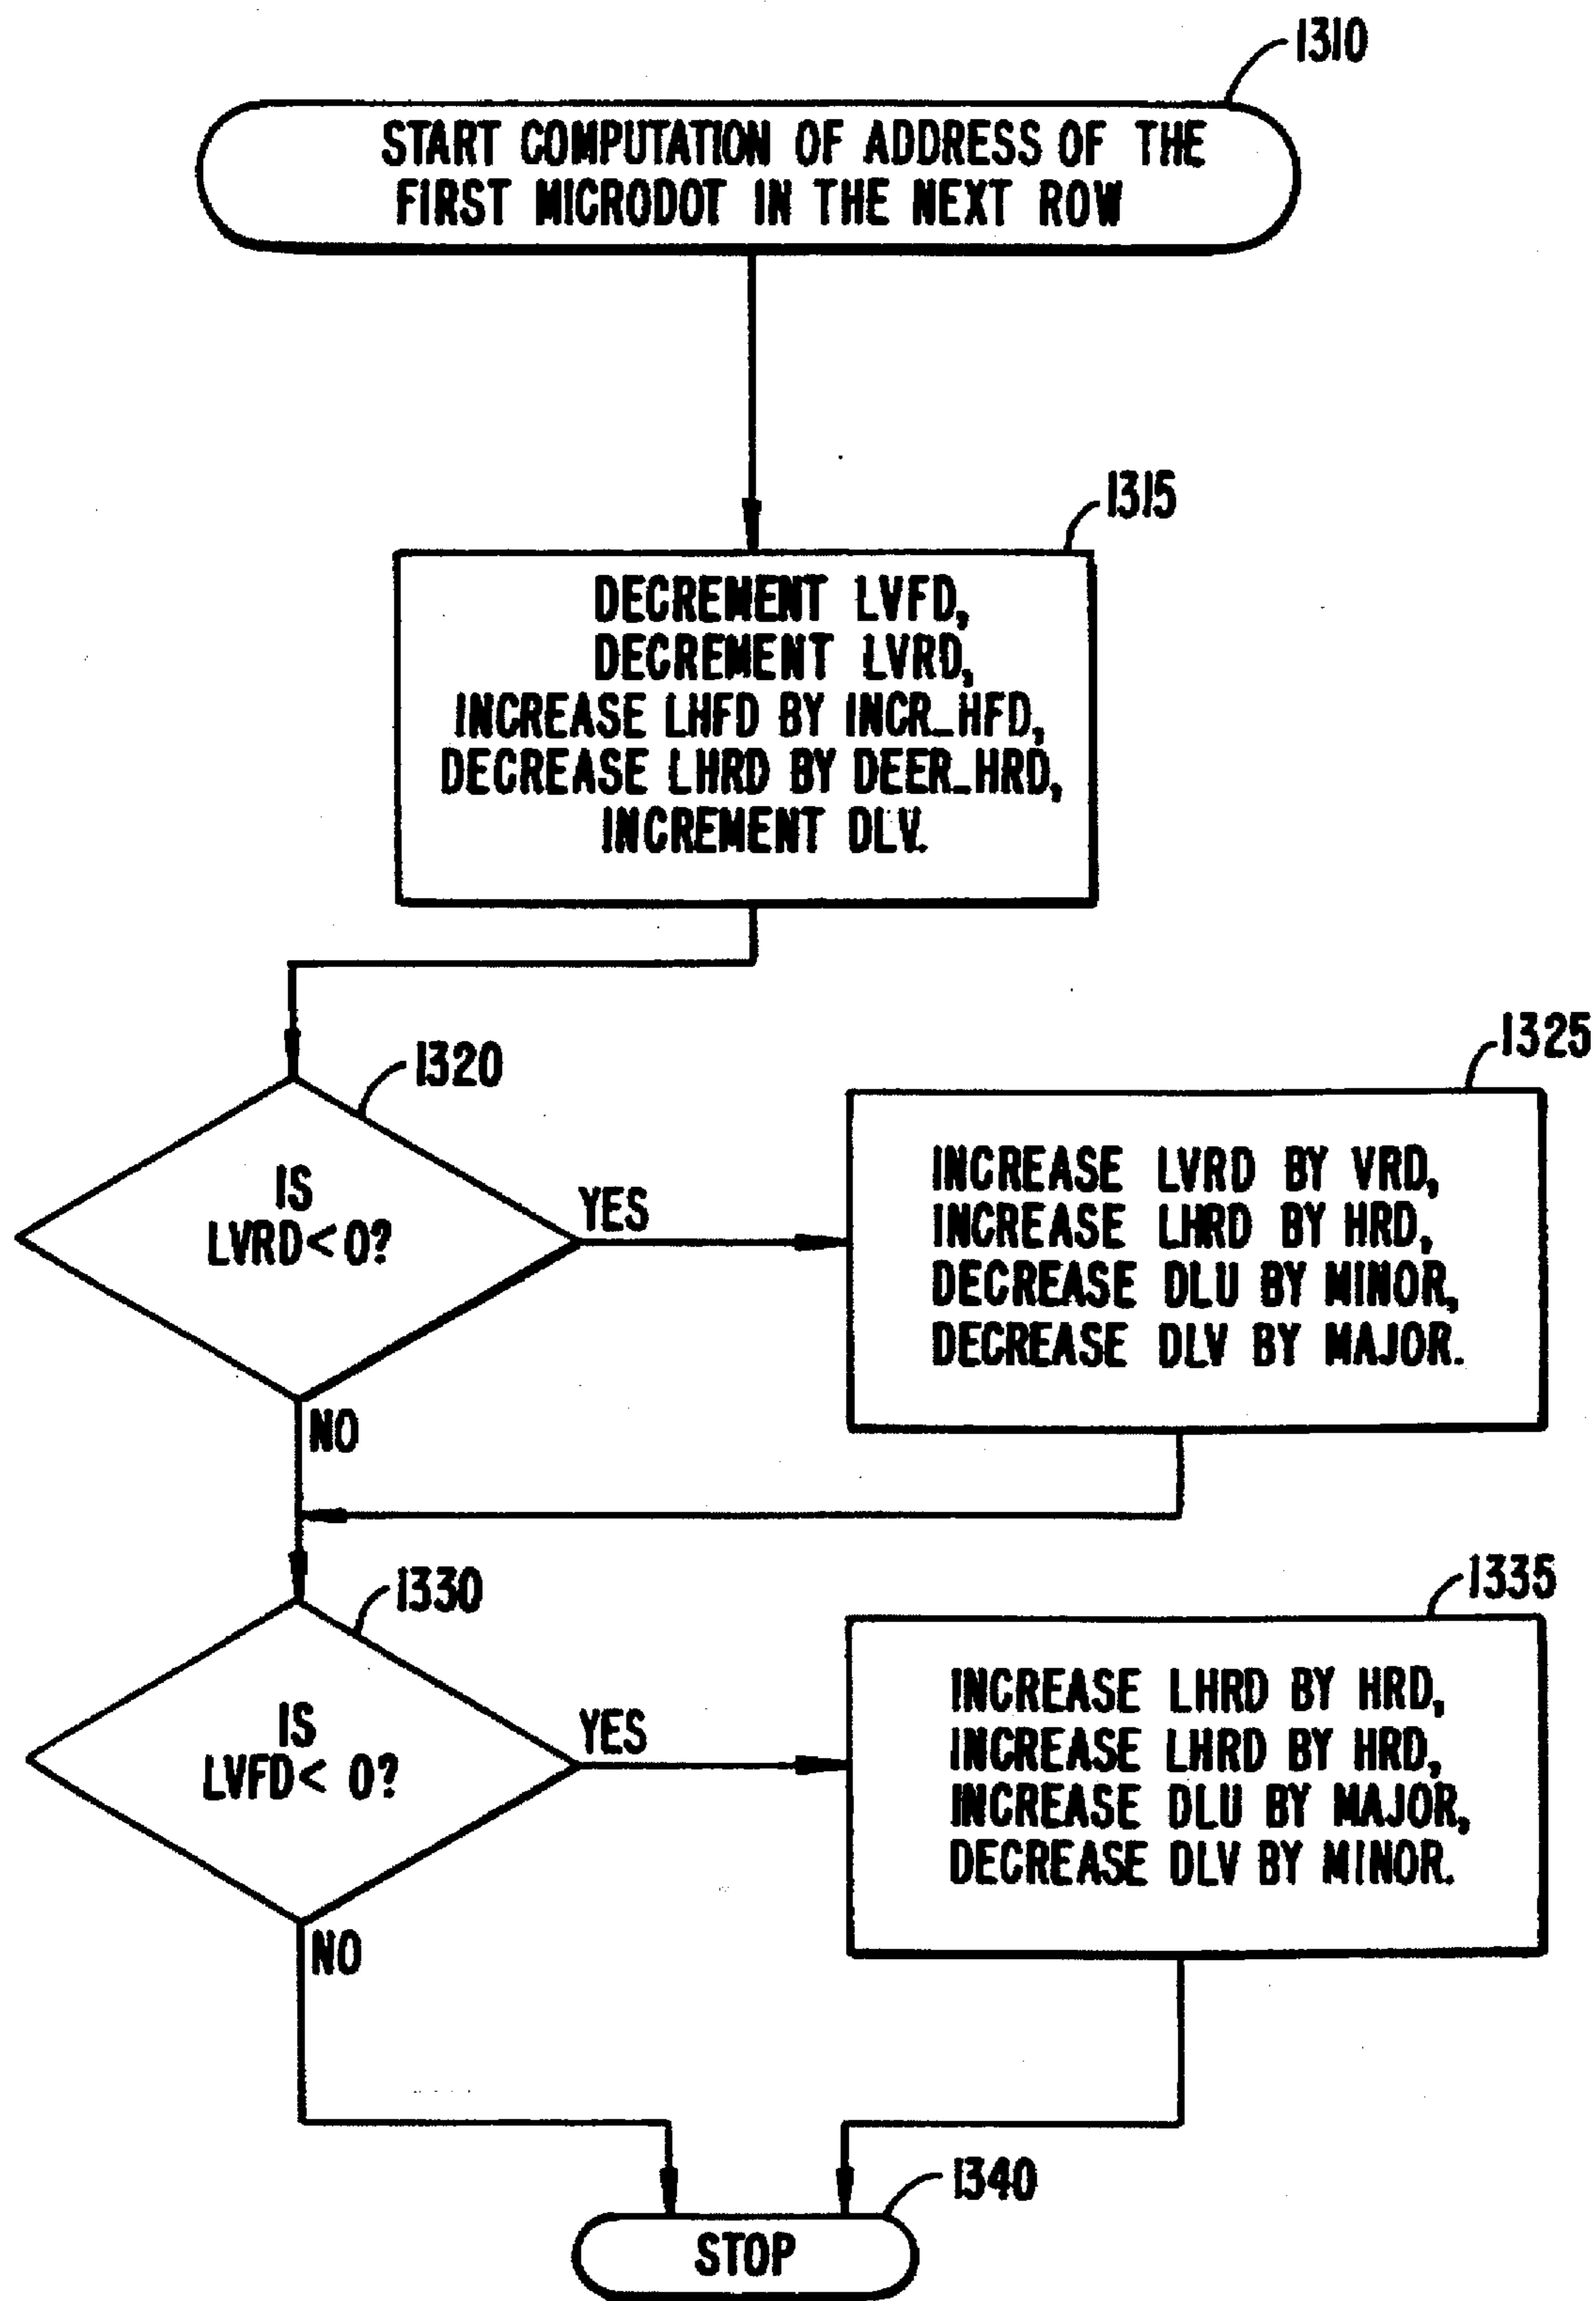 1310
START COMPUTATION OF ADDRESS OF THE
FIRST MICRODOT IN THE NEXT ROW
1315
DECREMENT LVFD,
DECREMENT LVRD,
INCREASE LHFD BY INCR_HFD,
DECREASE LHRD BY DEER_HRD,
INCREMENT DLV.
1320
IS
LVRD<0?
YES
NO
1325
INCREASE LVRD BY VRD,
INCREASE LHRD BY HRD,
DECREASE DLU BY MINOR,
DECREASE DLV BY MAJOR.
1330
IS
LVFD< 0?
YES
NO
1335
INCREASE LHRD BY HRD,
INCREASE LHRD BY HRD,
INCREASE DLU BY MAJOR,
DECREASE DLV BY MINOR.
1340
STOP